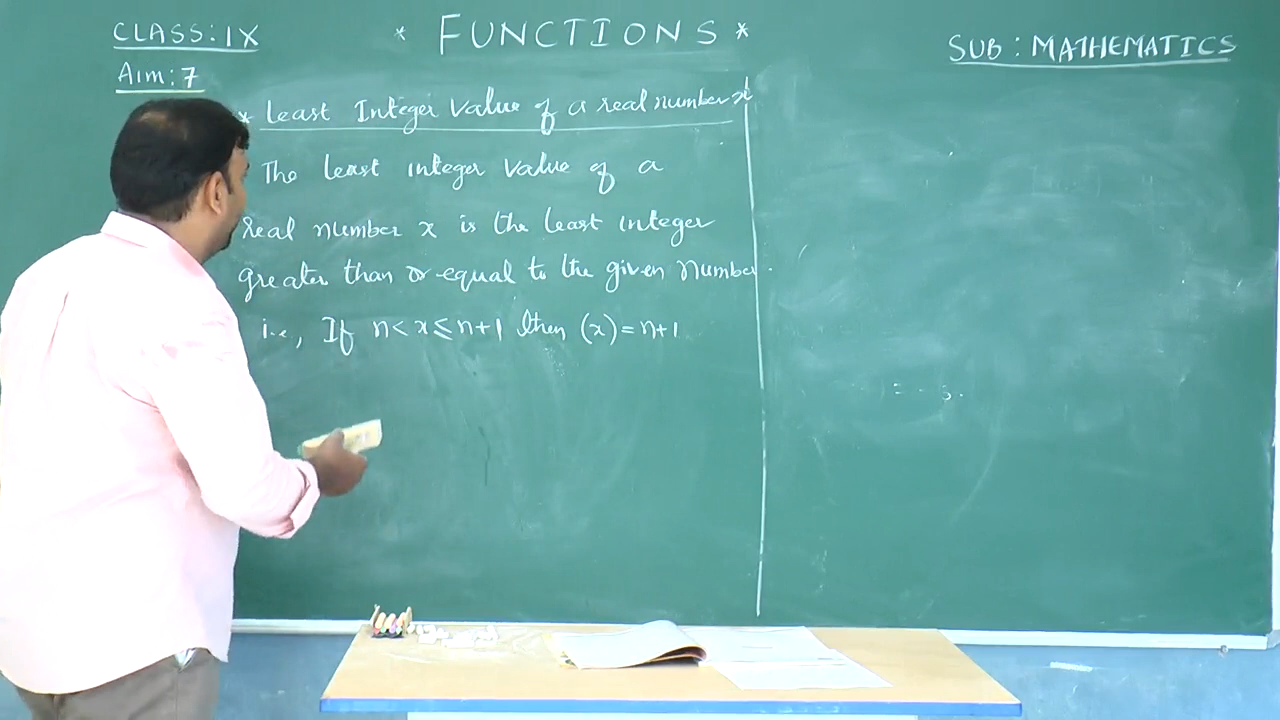 CLASS: IX
* FUNCTIONS *
SUB : MATHEMATICS
Aim: 7
* Least Integer Value of a real number x
The least integer value of a
real number x is the least integer
greater than or equal to the given number.
i.e., If n < x ≤ n+1 then (x) = n+1